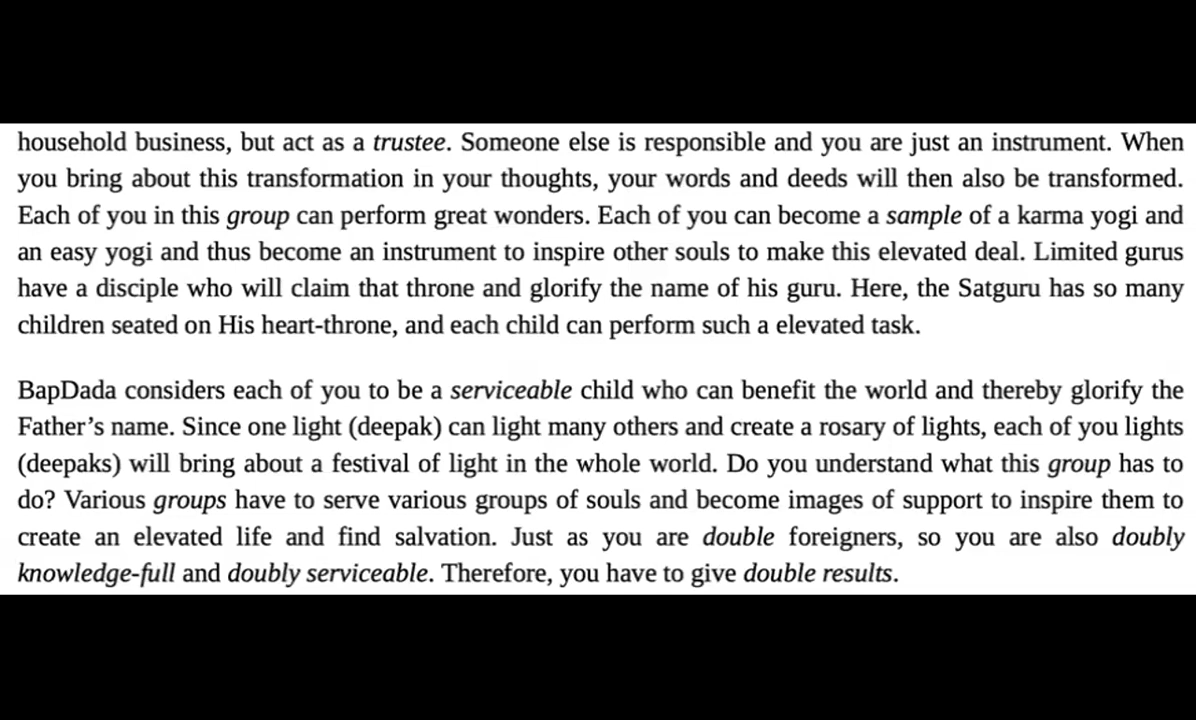 household business, but act as a trustee. Someone else is responsible and you are just an instrument. When
you bring about this transformation in your thoughts, your words and deeds will then also be transformed.
Each of you in this group can perform great wonders. Each of you can become a sample of a karma yogi and
an easy yogi and thus become an instrument to inspire other souls to make this elevated deal. Limited gurus
have a disciple who will claim that throne and glorify the name of his guru. Here, the Satguru has so many
children seated on His heart-throne, and each child can perform such a elevated task.
BapDada considers each of you to be a serviceable child who can benefit the world and thereby glorify the
Father’s name. Since one light (deepak) can light many others and create a rosary of lights, each of you lights
(deepaks) will bring about a festival of light in the whole world. Do you understand what this group has to
do? Various groups have to serve various groups of souls and become images of support to inspire them to
create an elevated life and find salvation. Just as you are double foreigners, so you are also doubly
knowledge-full and doubly serviceable. Therefore, you have to give double results.